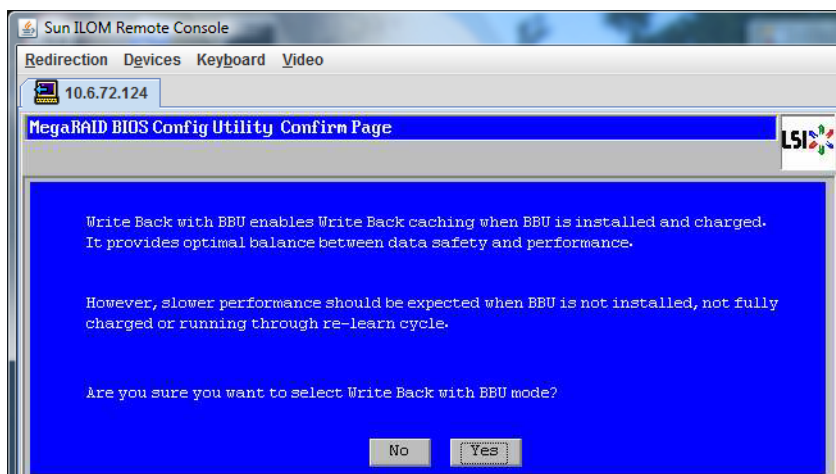 Sun ILOM Remote Console
Redirection Devices Keyboard Video
10.6.72.124
MegaRAID BIOS Config Utility Confirm Page
LSI
Write Back with BBU enables Write Back caching when BBU is installed and charged.
It provides optimal balance between data safety and performance.
However, slower performance should be expected when BBU is not installed, not fully
charged or running through re-learn cycle.
Are you sure you want to select Write Back with BBU mode?
No Yes